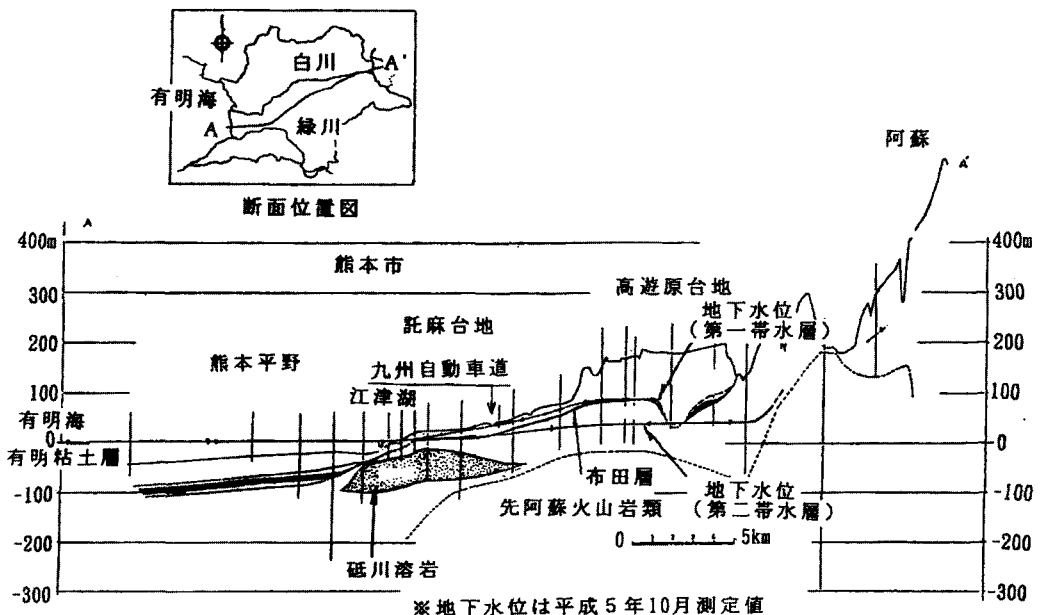 白川
A'
有明海
A
緑川
断面位置図
阿蘇
A'
A
400m
400m
熊本市
300
300
高遊原台地
地下水位
(第一帯水層)
託麻台地
200
200
熊本平野
九州自動車道
100
100
江津湖
有明海
0
0
有明粘土層
布田層
-100
-100
先阿蘇火山岩類
地下水位
(第二帯水層)
0 5km
-200
-200
砥川溶岩
-300
-300
※地下水位は平成5年10月測定値